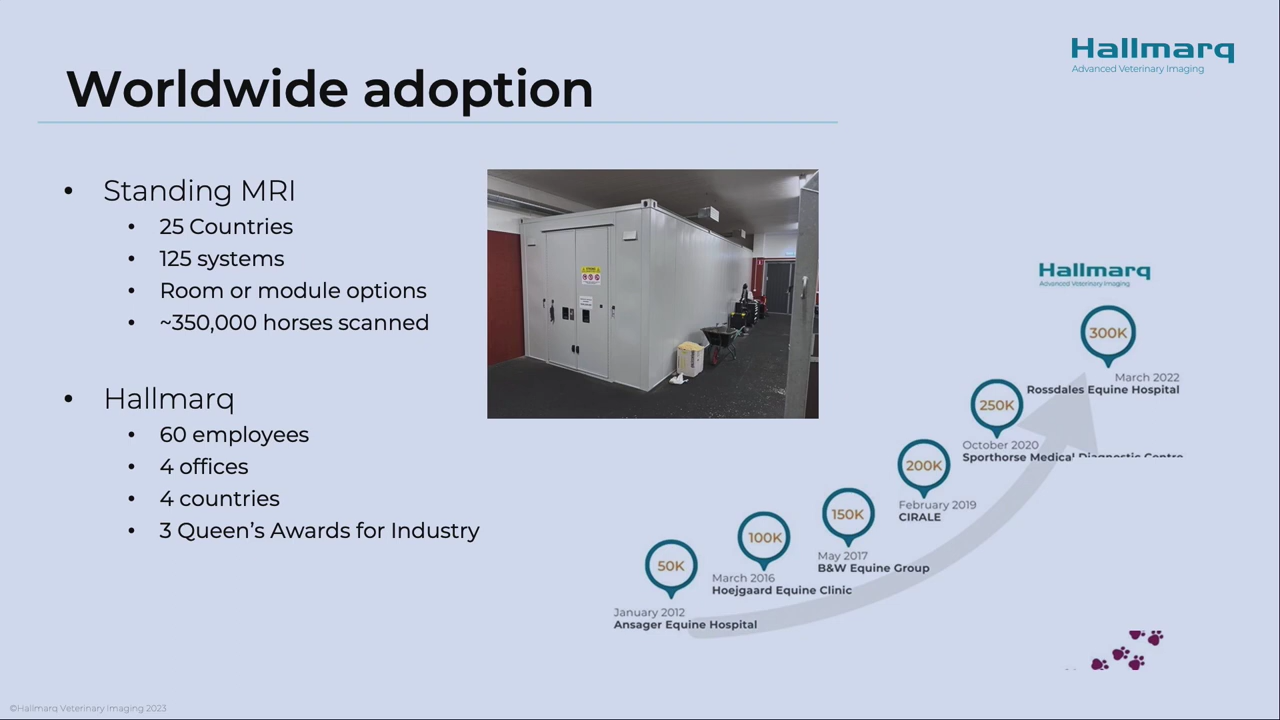 Hallmarq
Advanced Veterinary Imaging
Worldwide adoption
• Standing MRI
• 25 Countries
• 125 systems
• Room or module options
• ~350,000 horses scanned
• Hallmarq
• 60 employees
• 4 offices
• 4 countries
• 3 Queen's Awards for Industry
Hallmarq
Advanced Veterinary Imaging
300K
March 2022
Rossdales Equine Hospital
250K
October 2020
Sporthorse Medical Diagnostic Centre
200K
February 2019
CIRALE
150K
May 2017
B&W Equine Group
100K
March 2016
Hoejgaard Equine Clinic
50K
January 2012
Ansager Equine Hospital
©Hallmarq Veterinary Imaging 2023